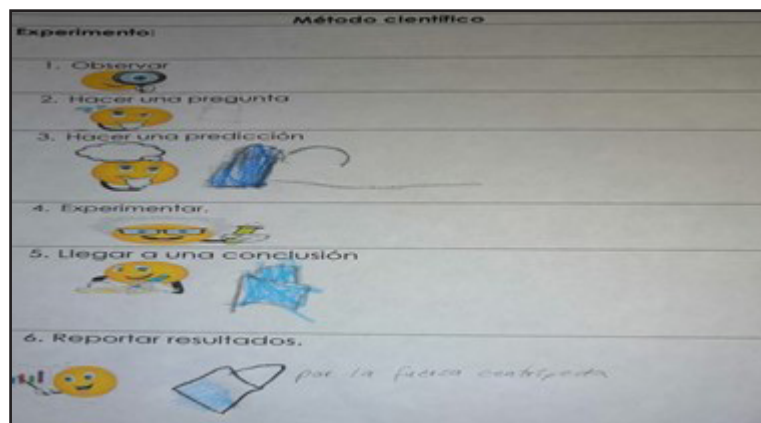 Método científico
Experimento:
1. Observar
2. Hacer una pregunta
3. Hacer una predicción
4. Experimentar.
5. Llegar a una conclusión
6. Reportar resultados.
por la fuerza